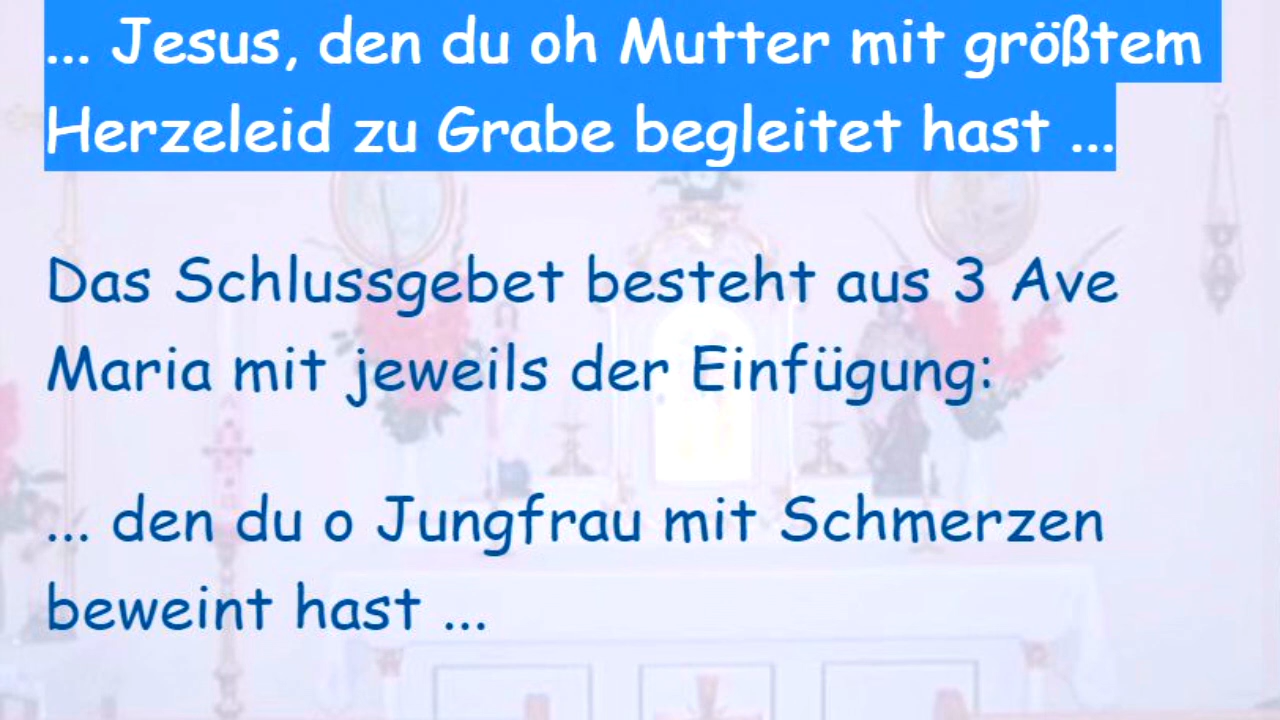 ... Jesus, den du oh Mutter mit größtem
Herzeleid zu Grabe begleitet hast ...
Das Schlussgebet besteht aus 3 Ave
Maria mit jeweils der Einfügung:
... den du o Jungfrau mit Schmerzen
beweint hast ...